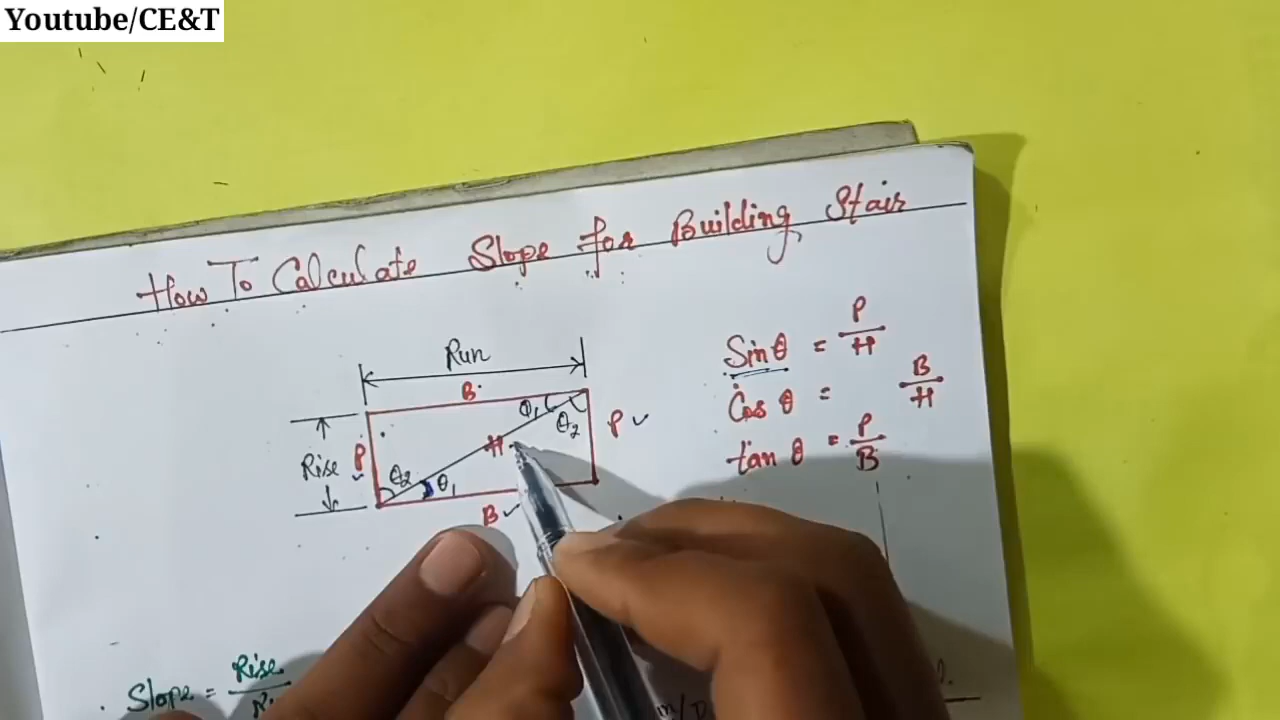 Youtube/CE&T
How To Calculate Slope for Building Stair
Run
B
θ1
θ2
P
H
Rise
P
θ2
θ1
B
Sinθ = P/H
Cos θ = B/H
tan θ = P/B
Slope = Rise
m/D